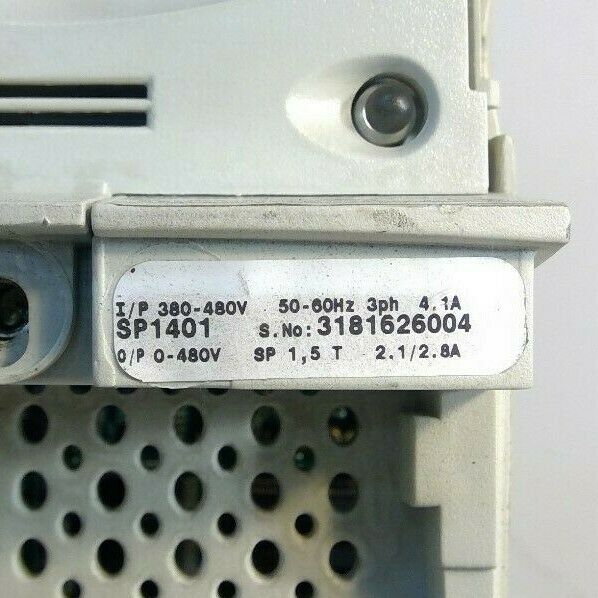 I/P 380-480V 50-60Hz 3ph 4.1A
SP1401 S.No:3181626004
O/P 0-480V SP 1,5 T 2.1/2.8A